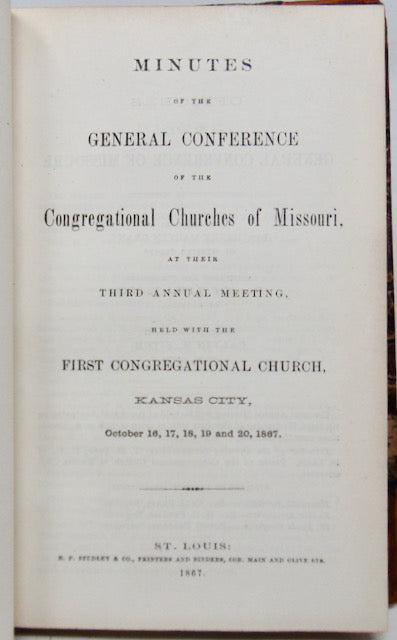 MINUTES
OF THE
GENERAL CONFERENCE
OF THE
Congregational Churches of Missouri,
AT THEIR
THIRD ANNUAL MEETING,
HELD WITH THE
FIRST CONGREGATIONAL CHURCH,
KANSAS CITY,
October 16, 17, 18, 19 and 20, 1867.
ST. LOUIS:
R. P. STUDLEY & CO., PRINTERS AND BINDERS, COR. MAIN AND OLIVE STS.
1867.